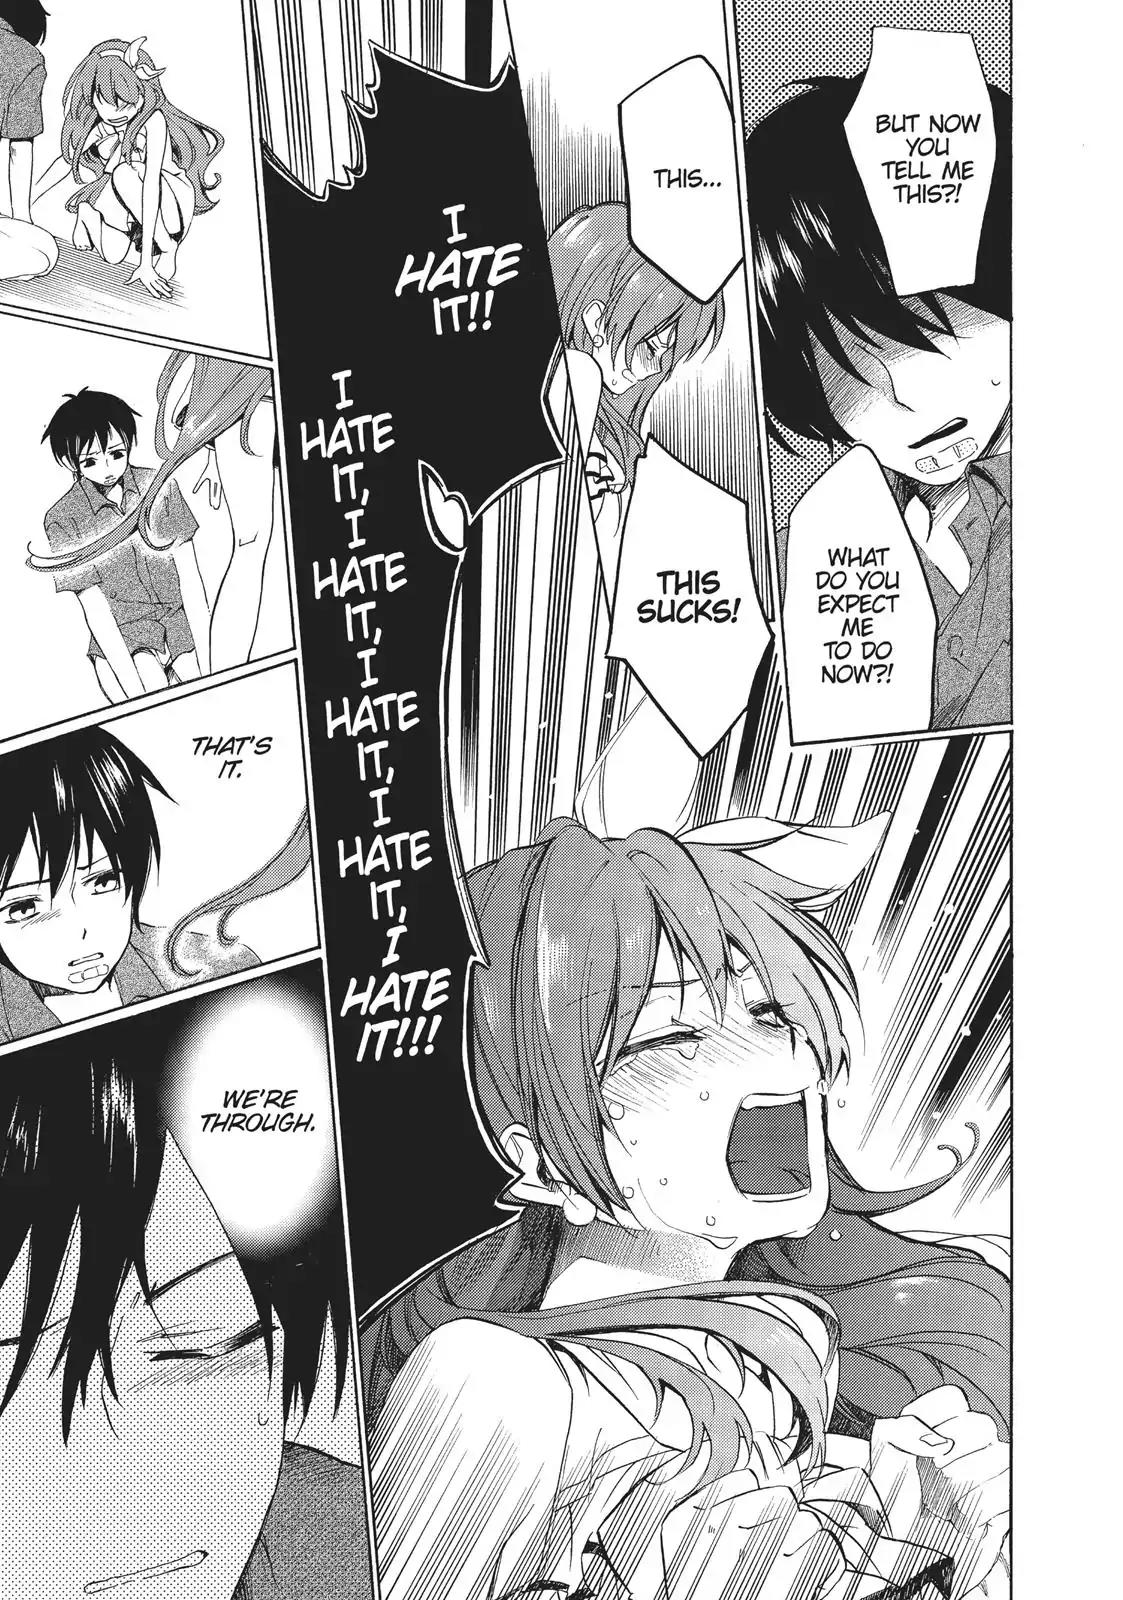 BUT NOW
YOU
TELL ME
THIS?!
WHAT
DO YOU
EXPECT
ME
TO DO
NOW?!
THIS...
THIS
SUCKS!
I
HATE
IT!!
I
HATE
IT,
I
HATE
IT,
I
HATE
IT,
I
HATE
IT,
I
HATE
IT!!!
THAT'S
IT.
WE'RE
THROUGH.